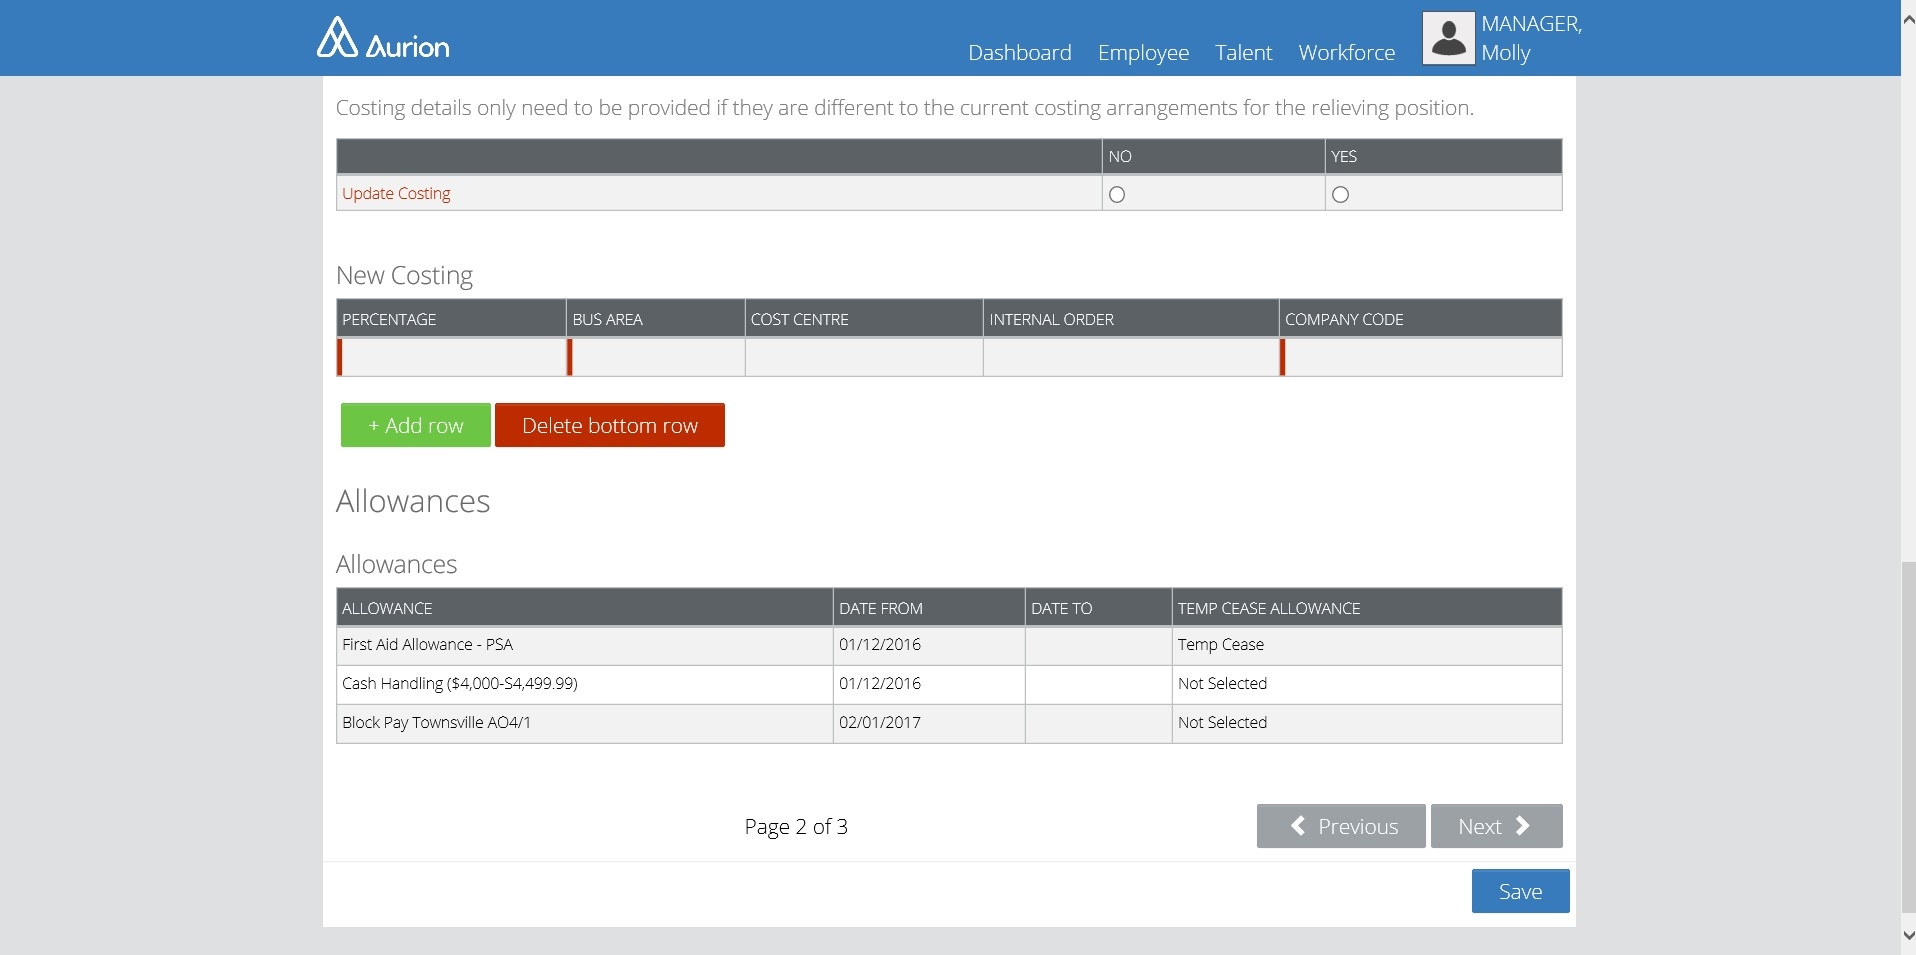 Aurion
Dashboard Employee Talent Workforce
MANAGER,
Molly
Costing details only need to be provided if they are different to the current costing arrangements for the relieving position.
NO YES
Update Costing
New Costing
PERCENTAGE BUS AREA COST CENTRE INTERNAL ORDER COMPANY CODE
+ Add row Delete bottom row
Allowances
Allowances
ALLOWANCE DATE FROM DATE TO TEMP CEASE ALLOWANCE
First Aid Allowance - PSA 01/12/2016 Temp Cease
Cash Handling ($4,000-$4,499.99) 01/12/2016 Not Selected
Block Pay Townsville AO4/1 02/01/2017 Not Selected
Page 2 of 3 Previous Next
Save